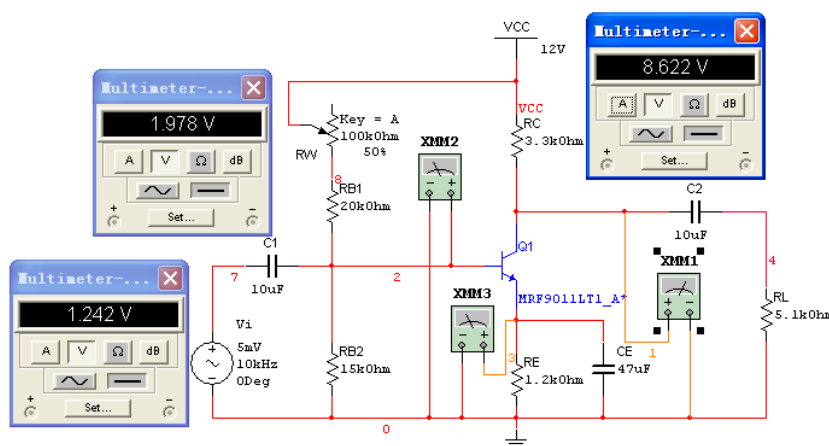 VCC
12V
Multimeter-...
8.622 V
A V Ω dB
Set...
+ -
Multimeter-...
1.978 V
A V Ω dB
Set...
+ -
Key = A
100kOhm
50%
RW
8
RB1
20kOhm
XMM2
- +
VCC
RC
3.3kOhm
C2
10uF
4
Q1
MRF9011LT1_A*
XMM1
+ -
1
RL
5.1kOhm
7
C1
10uF
2
Multimeter-...
1.242 V
A V Ω dB
Set...
+ -
Vi
5mV
10kHz
0Deg
XMM3
- +
3
RB2
15kOhm
RE
1.2kOhm
CE
47uF
0